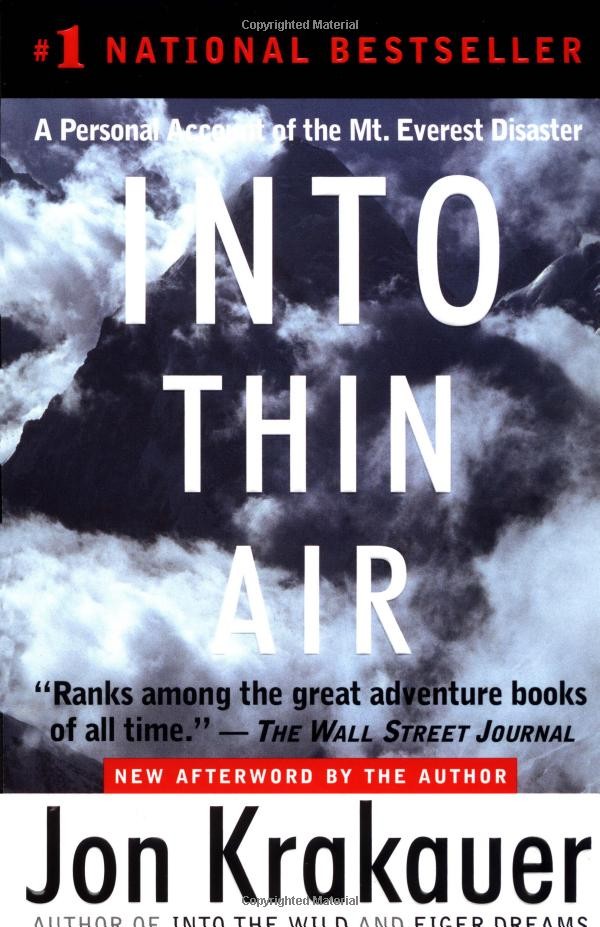 Copyrighted Material
#1 NATIONAL BESTSELLER
A Personal Account of the Mt. Everest Disaster
INTO
THIN
AIR
“Ranks among the great adventure books
of all time.” — THE WALL STREET JOURNAL
NEW AFTERWORD BY THE AUTHOR
Jon Krakauer
Copyrighted Material
AUTHOR OF INTO THE WILD AND EIGER DREAMS